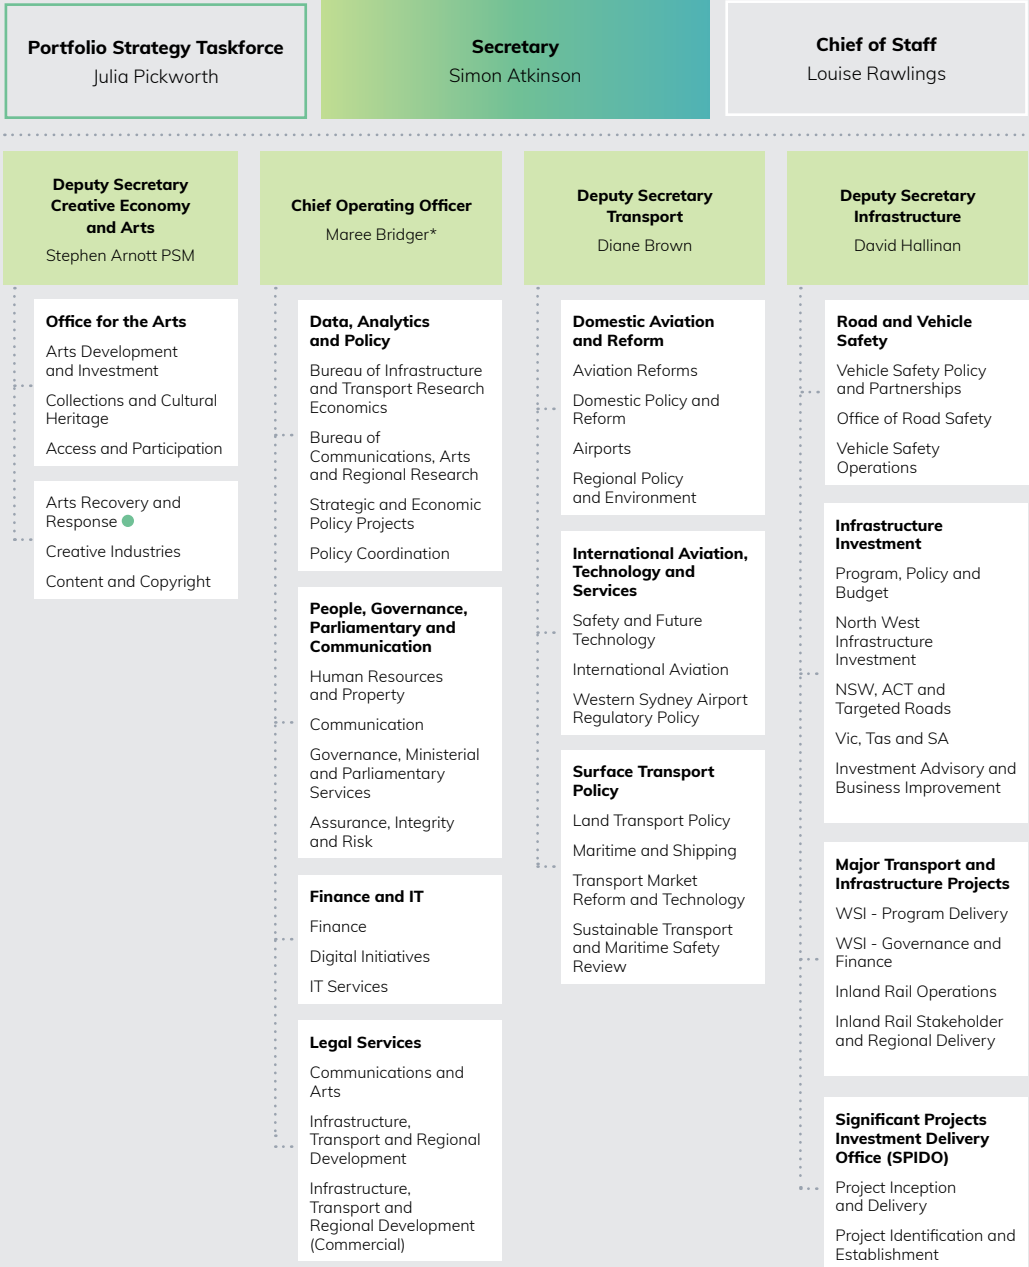 Portfolio Strategy Taskforce
Julia Pickworth
Secretary
Simon Atkinson
Chief of Staff
Louise Rawlings
Deputy Secretary
Creative Economy
and Arts
Stephen Arnott PSM
Office for the Arts
Arts Development
and Investment
Collections and Cultural
Heritage
Access and Participation
Arts Recovery and
Response
Creative Industries
Content and Copyright
Chief Operating Officer
Maree Bridger*
Data, Analytics
and Policy
Bureau of Infrastructure
and Transport Research
Economics
Bureau of
Communications, Arts
and Regional Research
Strategic and Economic
Policy Projects
Policy Coordination
People, Governance,
Parliamentary and
Communication
Human Resources
and Property
Communication
Governance, Ministerial
and Parliamentary
Services
Assurance, Integrity
and Risk
Finance and IT
Finance
Digital Initiatives
IT Services
Legal Services
Communications and
Arts
Infrastructure,
Transport and Regional
Development
Infrastructure,
Transport and
Regional Development
(Commercial)
Deputy Secretary
Transport
Diane Brown
Domestic Aviation
and Reform
Aviation Reforms
Domestic Policy and
Reform
Airports
Regional Policy
and Environment
International Aviation,
Technology and
Services
Safety and Future
Technology
International Aviation
Western Sydney Airport
Regulatory Policy
Surface Transport
Policy
Land Transport Policy
Maritime and Shipping
Transport Market
Reform and Technology
Sustainable Transport
and Maritime Safety
Review
Deputy Secretary
Infrastructure
David Hallinan
Road and Vehicle
Safety
Vehicle Safety Policy
and Partnerships
Office of Road Safety
Vehicle Safety
Operations
Infrastructure
Investment
Program, Policy and
Budget
North West
Infrastructure
Investment
NSW, ACT and
Targeted Roads
Vic, Tas and SA
Investment Advisory and
Business Improvement
Major Transport and
Infrastructure Projects
WSI - Program Delivery
WSI - Governance and
Finance
Inland Rail Operations
Inland Rail Stakeholder
and Regional Delivery
Significant Projects
Investment Delivery
Office (SPIDO)
Project Inception
and Delivery
Project Identification and
Establishment